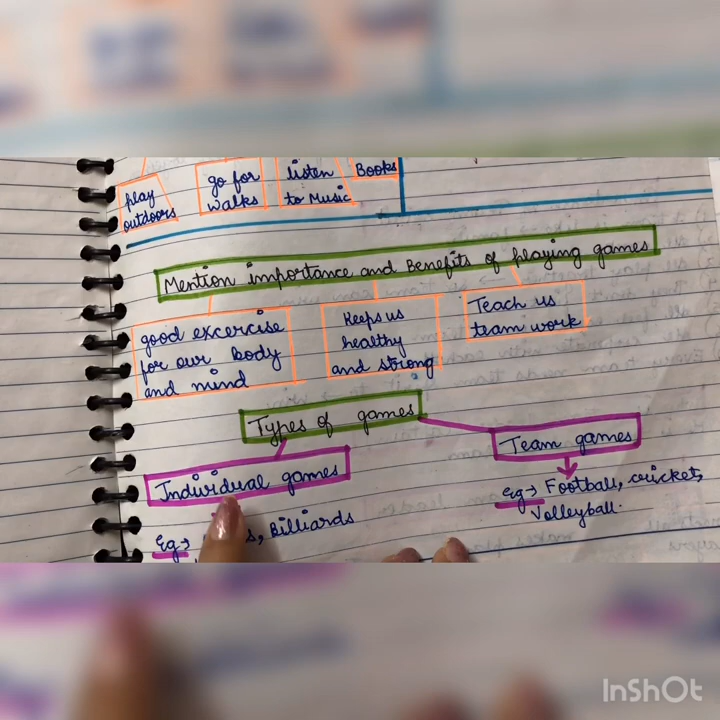 play
outdoors
go for
walks
listen
to Music
Books
Mention importance and Benefits of playing games
good excercise
for our body
and mind
Keeps us
healthy
and strong
Teach us
team work
Types of games
Individual games
Eg→ , Billiards
Team games
eg→ Football, cricket,
Volleyball.
InShOt